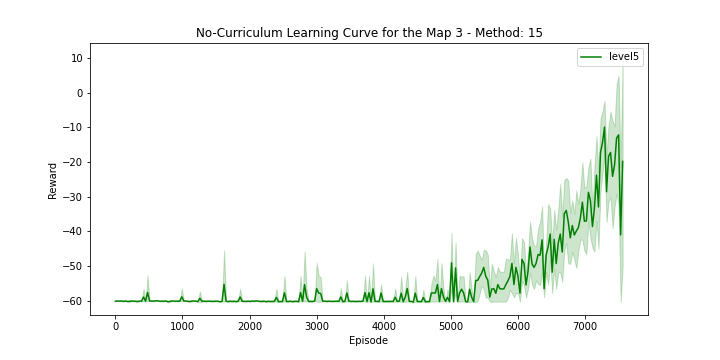 No-Curriculum Learning Curve for the Map 3 - Method: 15
level5
10
0
−10
−20
−30
−40
−50
−60
Reward
0 1000 2000 3000 4000 5000 6000 7000
Episode